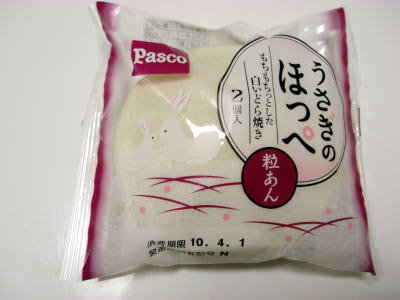 Pasco
うさぎの
ほっぺ
もちもちっとした
白いどら焼き
2個入
粒あん
消費期限 10.4.1
N